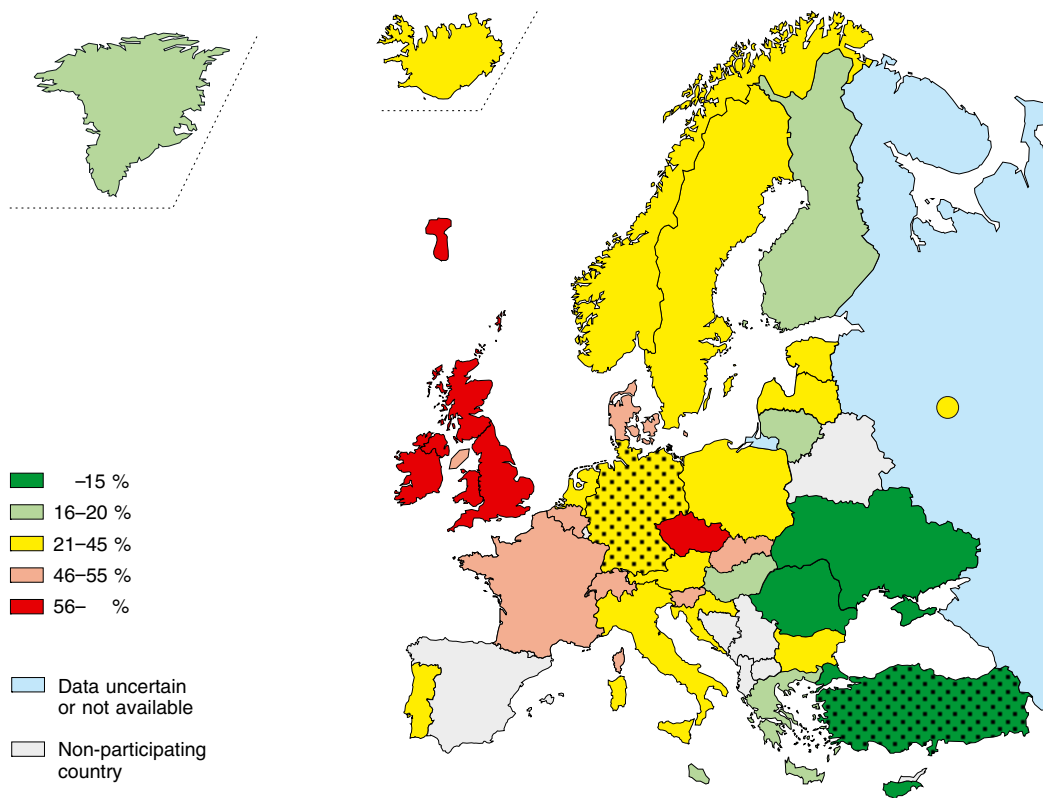 –15 %
16–20 %
21–45 %
46–55 %
56– %
Data uncertain
or not available
Non-participating
country